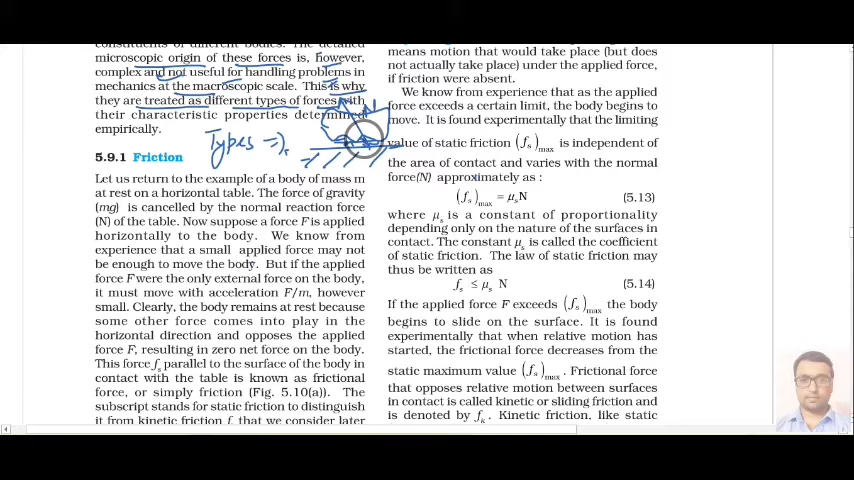 constituents of different bodies. The detailed
microscopic origin of these forces is, however,
complex and not useful for handling problems in
mechanics at the macroscopic scale. This is why
they are treated as different types of forces with
their characteristic properties determined
empirically.
Types ⇒
N
5.9.1 Friction
Let us return to the example of a body of mass m
at rest on a horizontal table. The force of gravity
(mg) is cancelled by the normal reaction force
(N) of the table. Now suppose a force F is applied
horizontally to the body. We know from
experience that a small applied force may not
be enough to move the body. But if the applied
force F were the only external force on the body,
it must move with acceleration F/m, however
small. Clearly, the body remains at rest because
some other force comes into play in the
horizontal direction and opposes the applied
force F, resulting in zero net force on the body.
This force fs parallel to the surface of the body in
contact with the table is known as frictional
force, or simply friction (Fig. 5.10(a). The
subscript stands for static friction to distinguish
it from kinetic friction f that we consider later
means motion that would take place (but does
not actually take place) under the applied force,
if friction were absent.
We know from experience that as the applied
force exceeds a certain limit, the body begins to
move. It is found experimentally that the limiting
value of static friction (fs)max is independent of
the area of contact and varies with the normal
force(N) approximately as :
(fs)max = μsN (5.13)
where μs is a constant of proportionality
depending only on the nature of the surfaces in
contact. The constant μs is called the coefficient
of static friction. The law of static friction may
thus be written as
fs ≤ μs N (5.14)
If the applied force F exceeds (fs)max the body
begins to slide on the surface. It is found
experimentally that when relative motion has
started, the frictional force decreases from the
static maximum value (fs)max. Frictional force
that opposes relative motion between surfaces
in contact is called kinetic or sliding friction and
is denoted by fk. Kinetic friction, like static